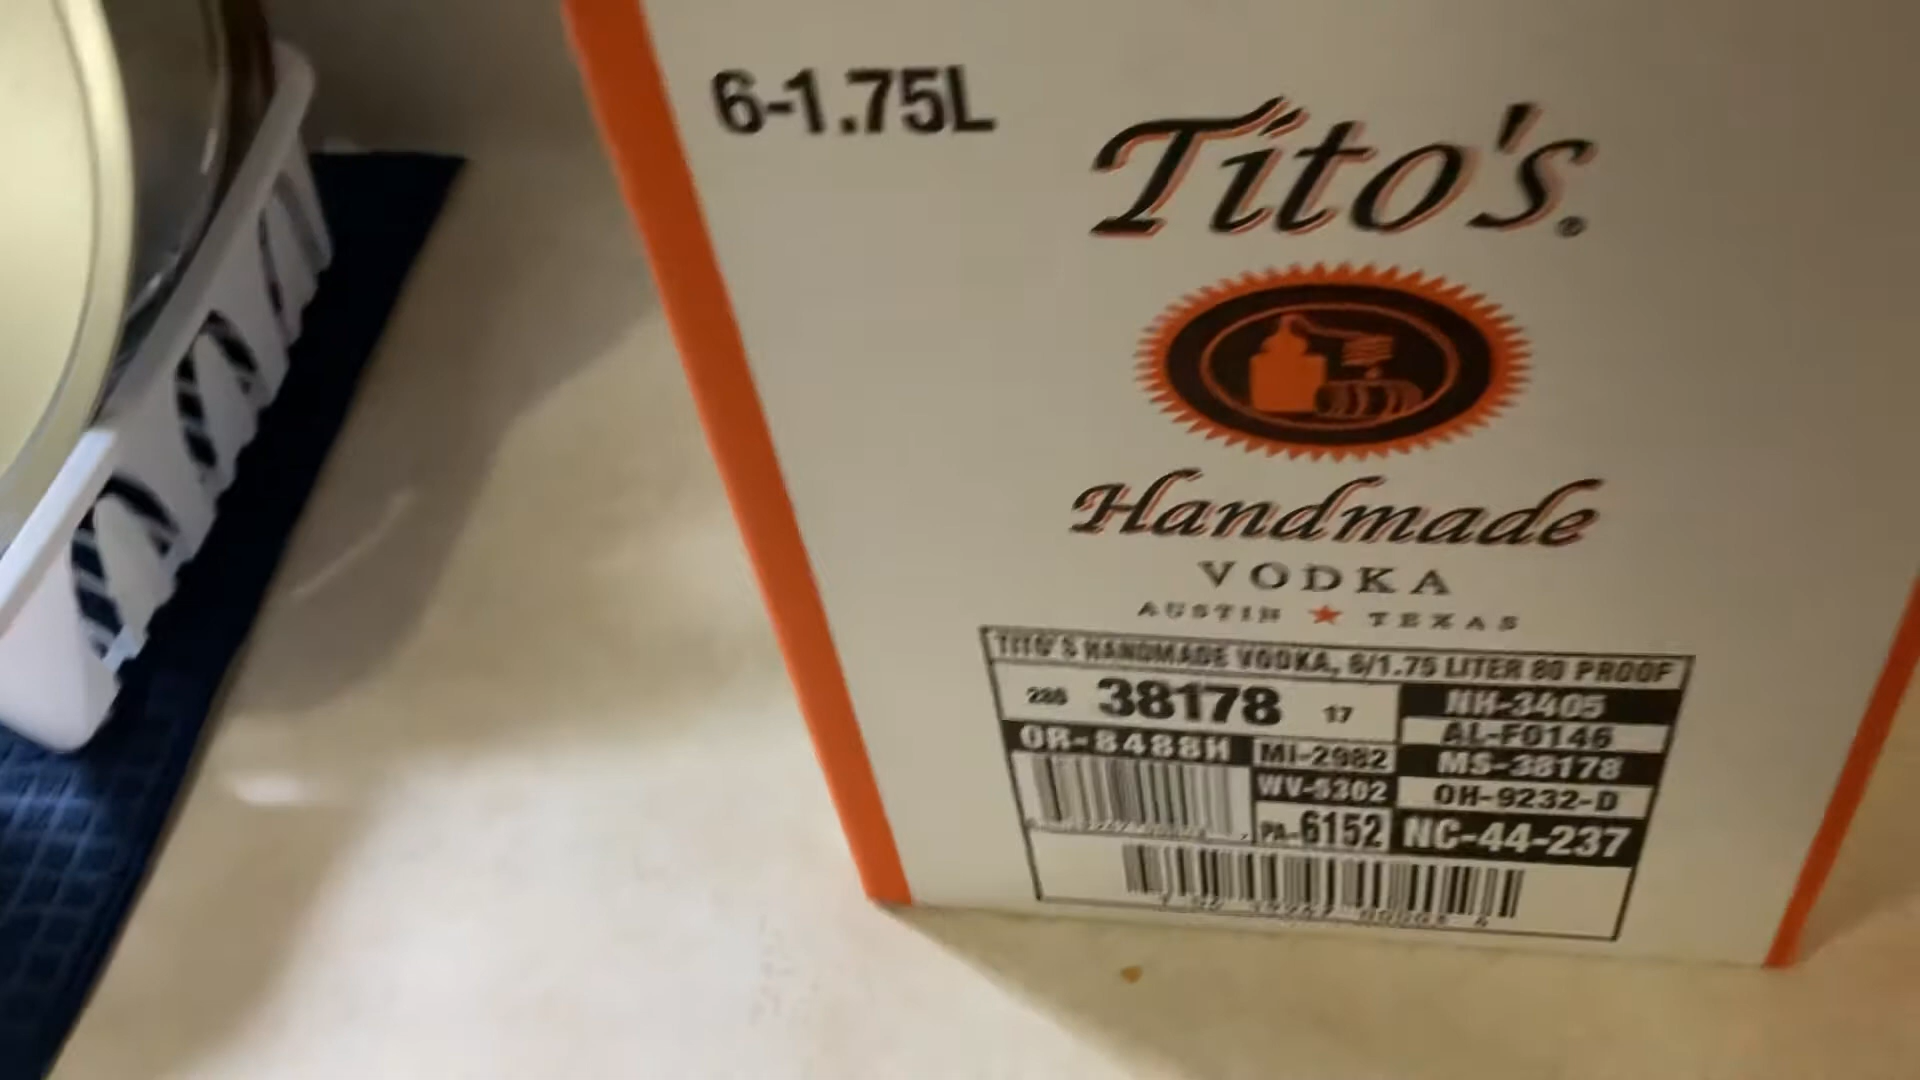 6-1.75L
Tito's®
Handmade
VODKA
AUSTIN ★ TEXAS
TITO'S HANDMADE VODKA, 6/1.75 LITER 80 PROOF
38178 17
NH-3405
AL-F0146
OR-8488H
MI-2982
MS-38178
WV-5302
OH-9232-D
PA-6152
NC-44-237